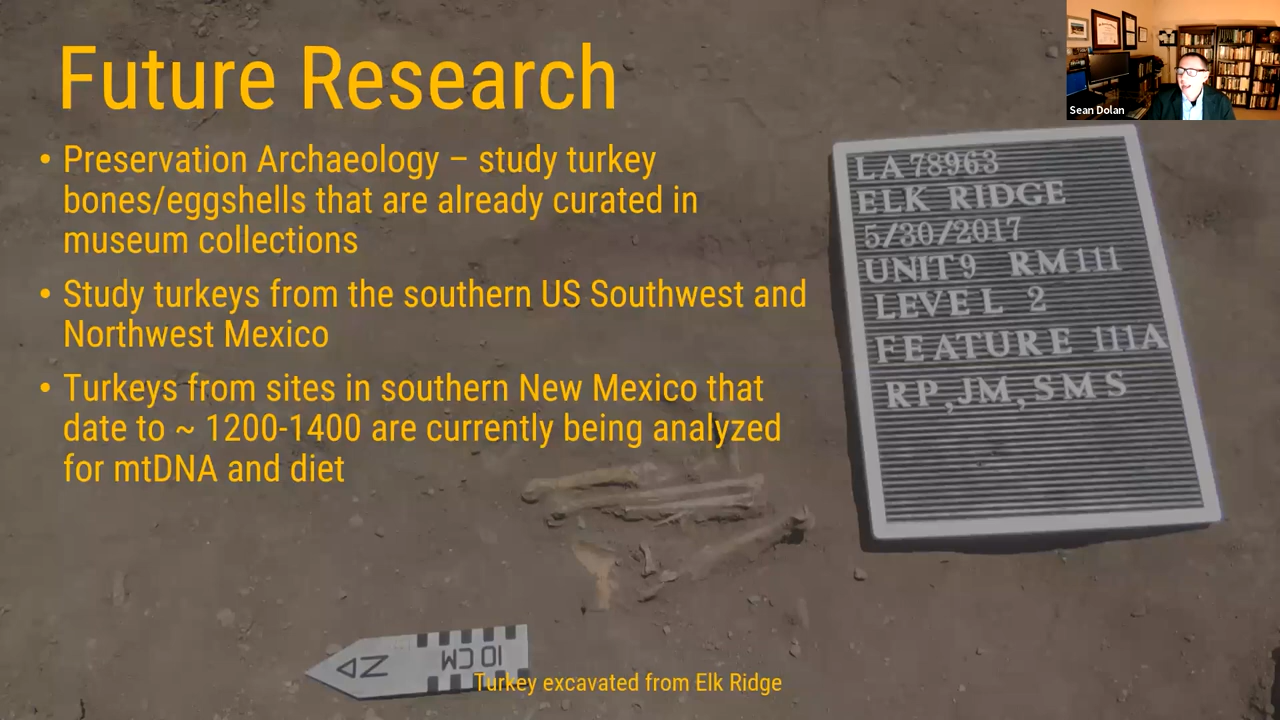 Future Research
• Preservation Archaeology – study turkey
bones/eggshells that are already curated in
museum collections
• Study turkeys from the southern US Southwest and
Northwest Mexico
• Turkeys from sites in southern New Mexico that
date to ~ 1200-1400 are currently being analyzed
for mtDNA and diet
Sean Dolan
LA 78963
ELK RIDGE
5/30/2017
UNIT 9 RM 111
LEVEL 2
FEATURE 111A
RP, JM, SMS
N
10 CM
Turkey excavated from Elk Ridge